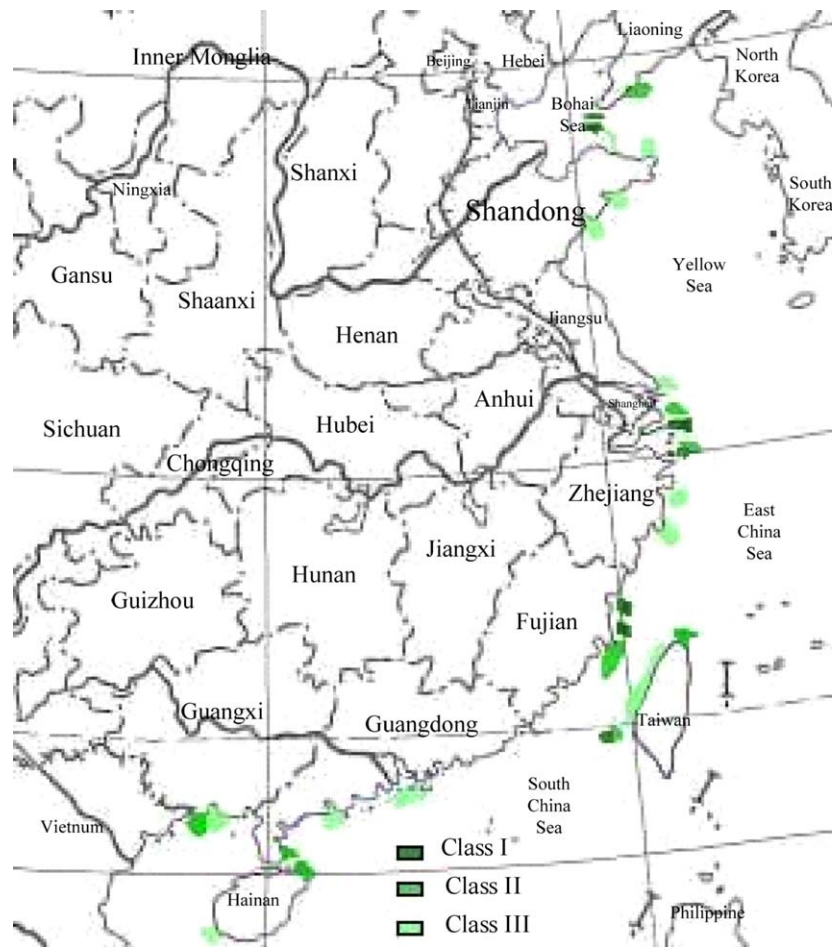 Liaoning
Inner Monglia
Beijing
Hebei
North
Korea
Tianjin
Bohai
Sea
Shanxi
Ningxia
South
Korea
Shandong
Gansu
Shaanxi
Yellow
Sea
Jiangsu
Henan
Anhui
Shanghai
Sichuan
Hubei
Chongqing
Zhejiang
East
China
Sea
Jiangxi
Hunan
Guizhou
Fujian
Guangxi
Guangdong
Taiwan
South
China
Sea
Vietnum
Class I
Class II
Class III
Hainan
Philippine